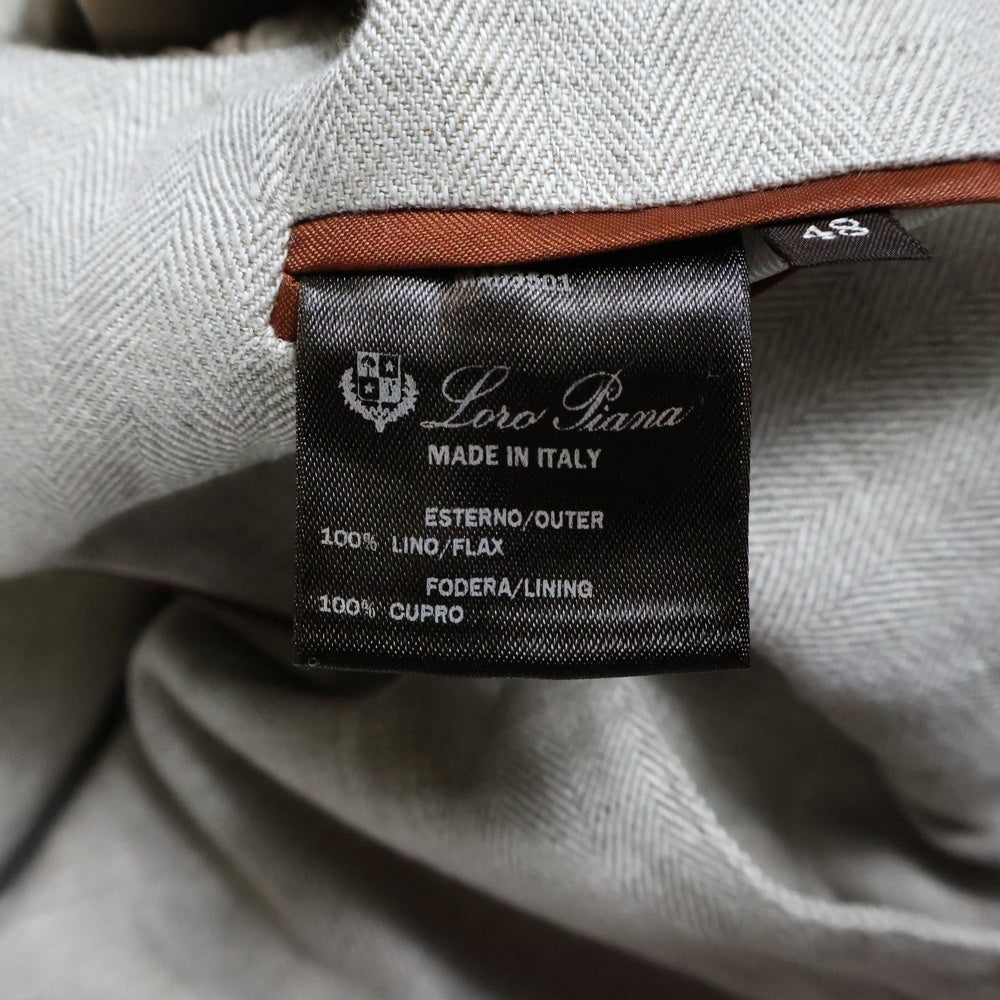 48
Loro Piana
MADE IN ITALY
ESTERNO/OUTER
100% LINO/FLAX
FODERA/LINING
100% CUPRO